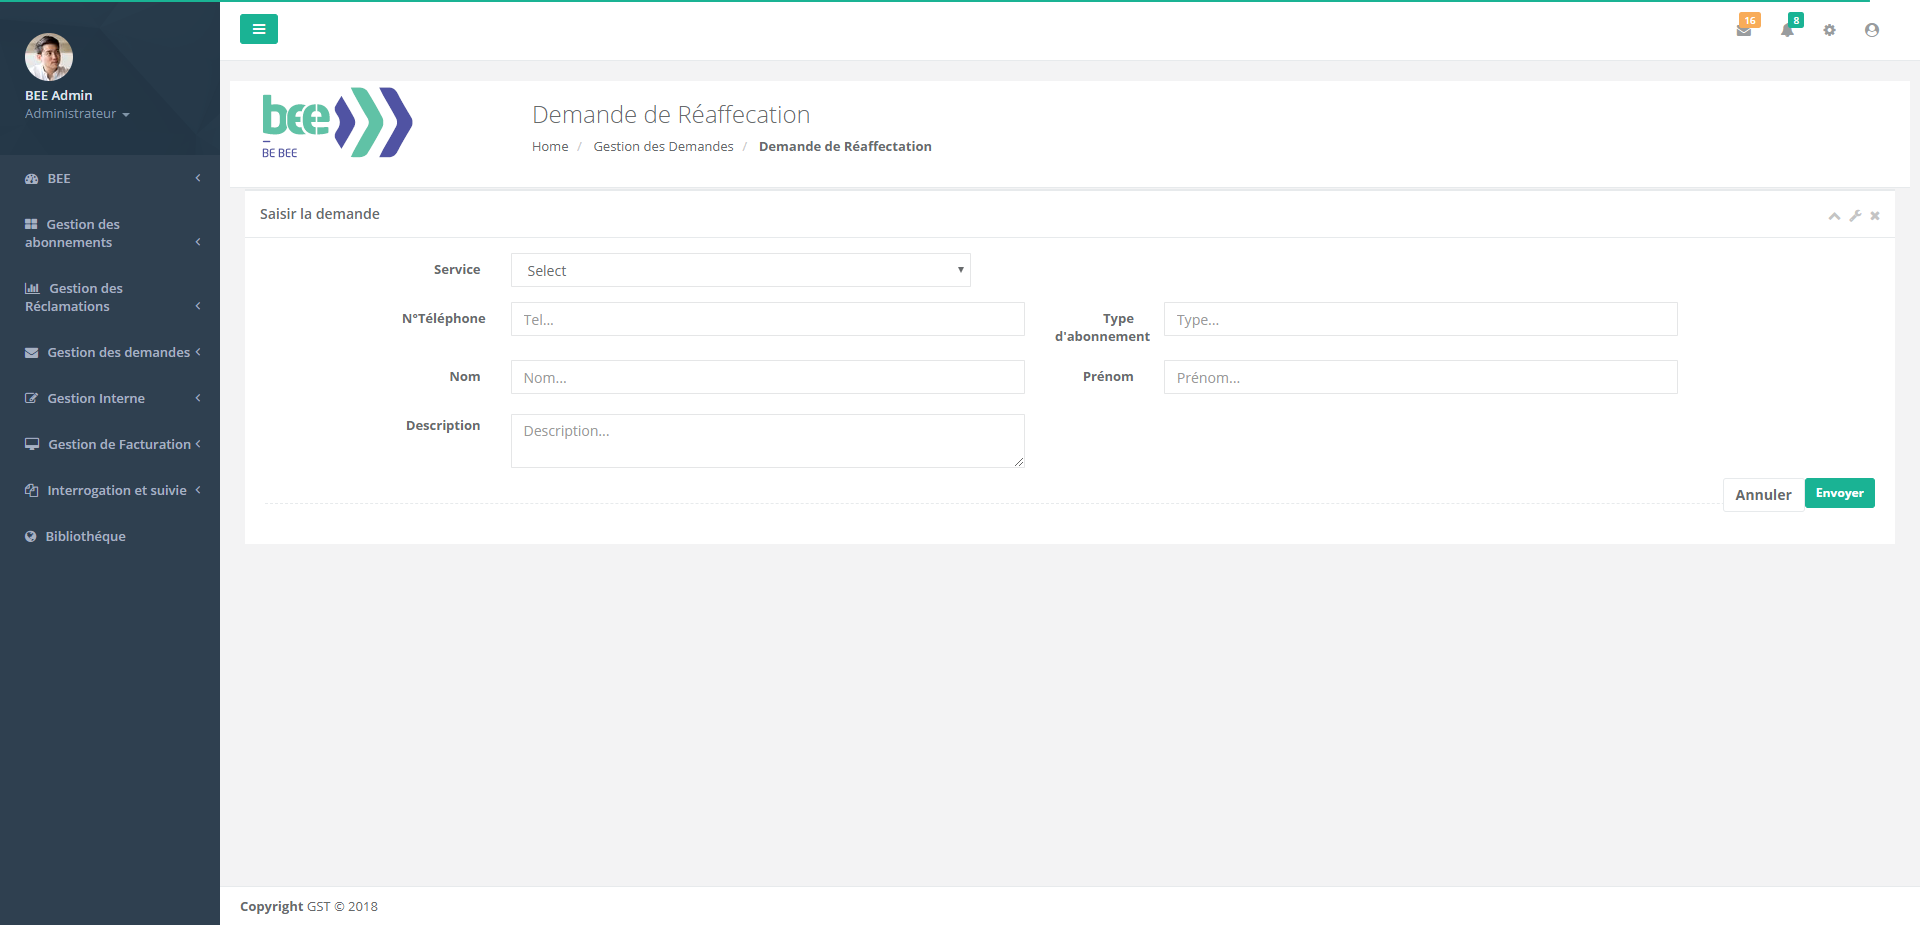 BEE Admin
Administrateur
BEE
Gestion des
abonnements
Gestion des
Réclamations
Gestion des demandes
Gestion Interne
Gestion de Facturation
Interrogation et suivie
Bibliothéque
16
8
bee
BE BEE
Demande de Réaffecation
Home / Gestion des Demandes / Demande de Réaffectation
Saisir la demande
Service Select
N°Téléphone Tel... Type
d'abonnement Type...
Nom Nom... Prénom Prénom...
Description Description...
Annuler Envoyer
Copyright GST © 2018